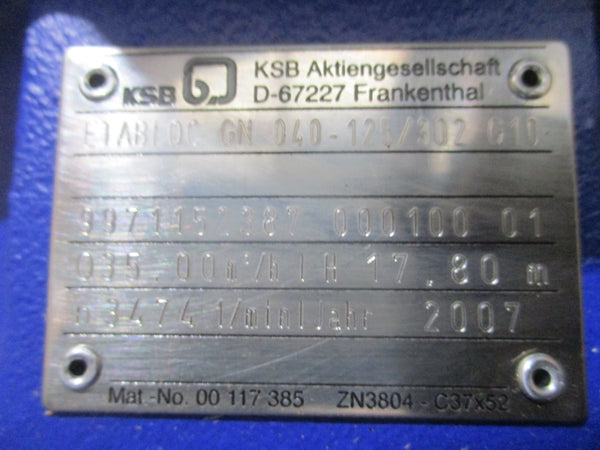 KSB KSB Aktiengesellschaft
D-67227 Frankenthal
ETABLOC GN 040-125/302 G10
9971452387 000100 01
Q35.00m³/h H 17.80 m
n3474 1/min Jahr 2007
Mat-No. 00 117 385 ZN3804 - C37x52